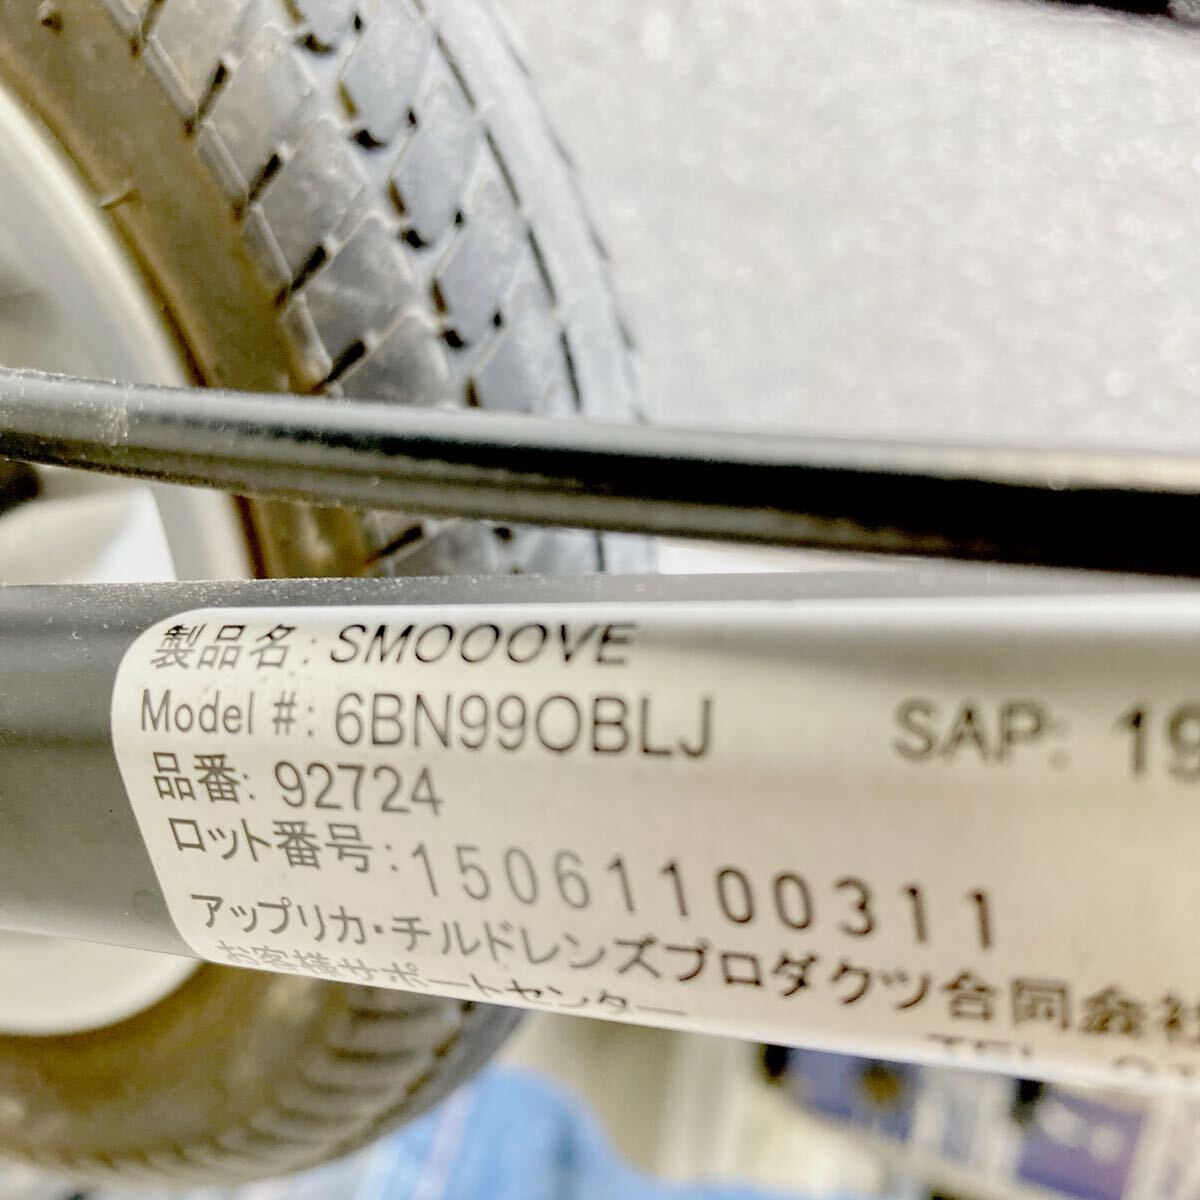 製品名: SMOOOVE
Model #: 6BN99OBLJ SAP: 19
品番: 92724
ロット番号: 15061100311
アップリカ・チルドレンズプロダクツ合同会社
お客様サポートセンター
TEL